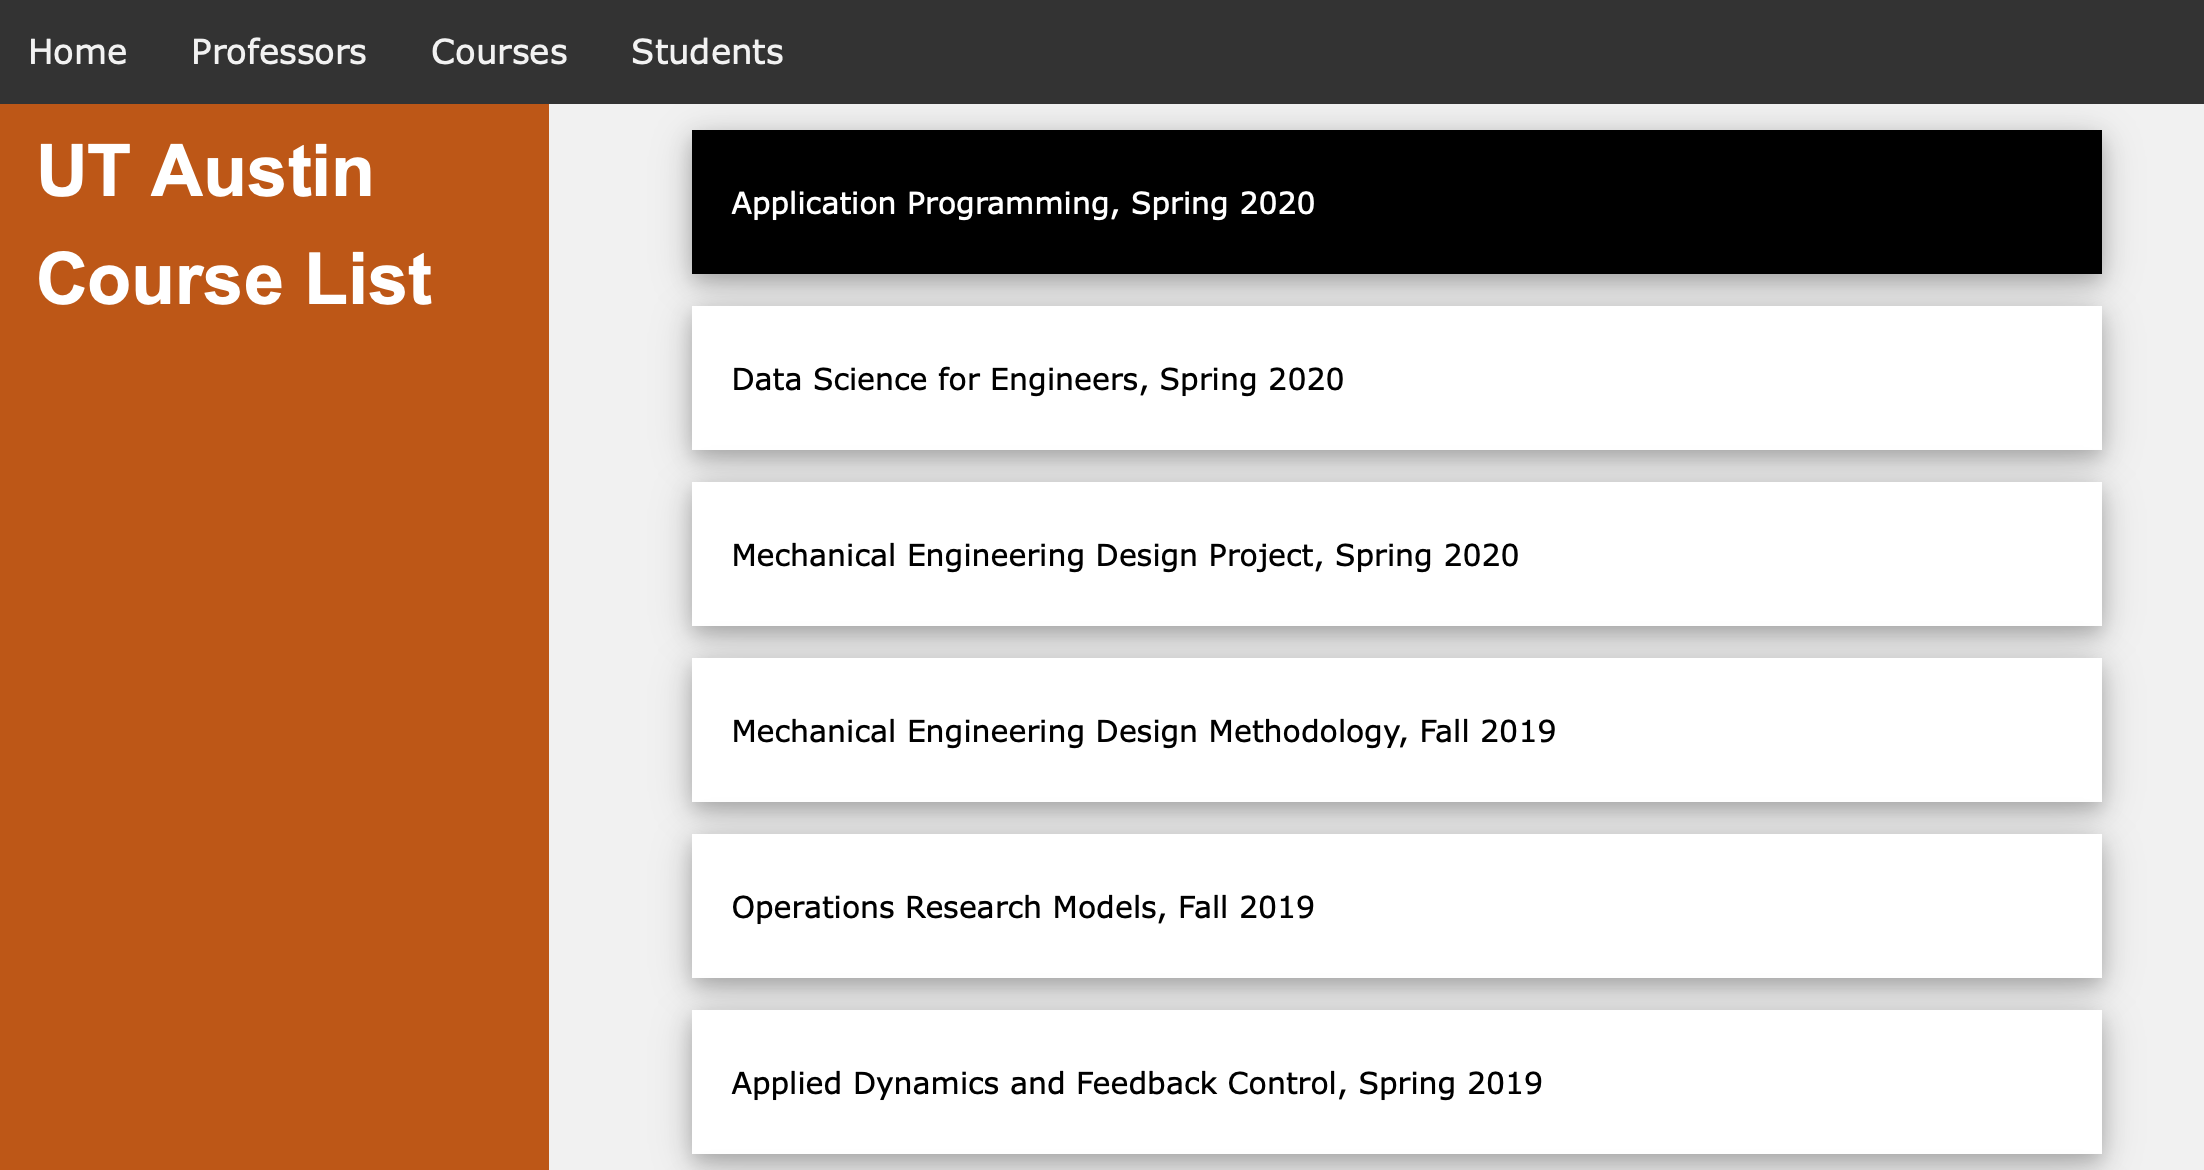 Home Professors Courses Students
UT Austin
Course List
Application Programming, Spring 2020
Data Science for Engineers, Spring 2020
Mechanical Engineering Design Project, Spring 2020
Mechanical Engineering Design Methodology, Fall 2019
Operations Research Models, Fall 2019
Applied Dynamics and Feedback Control, Spring 2019